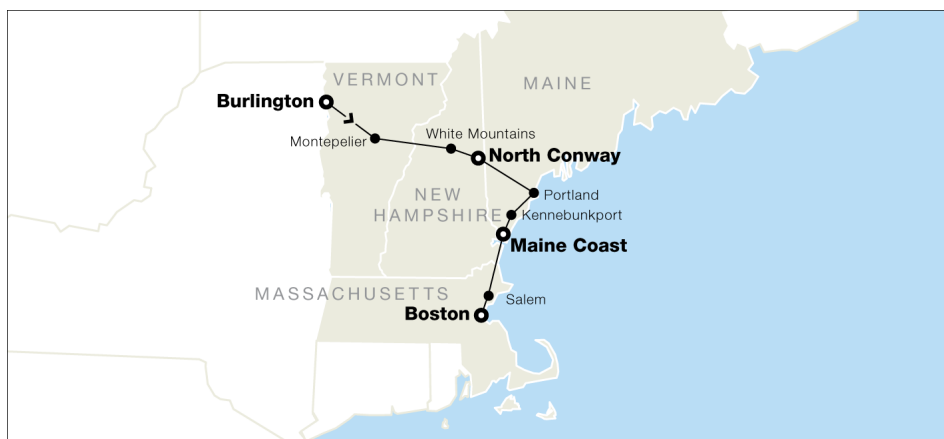 VERMONT
MAINE
Burlington
Montepelier
White Mountains
North Conway
NEW
HAMPSHIRE
Portland
Kennebunkport
Maine Coast
MASSACHUSETTS
Salem
Boston